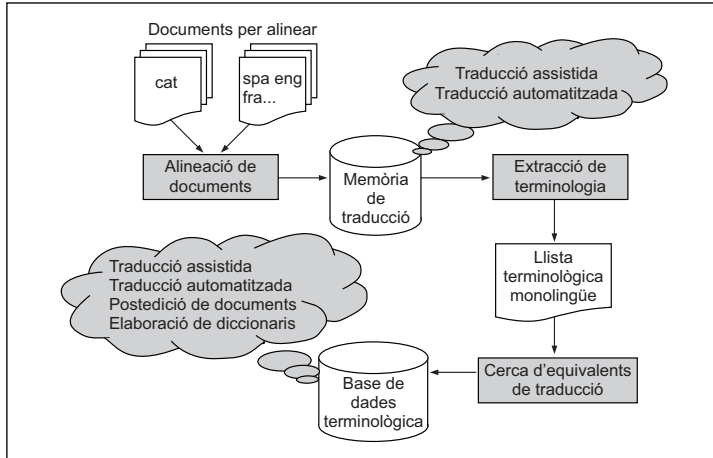 Documents per alinear
cat
spa eng
fra...
Traducció assistida
Traducció automatitzada
Alineació de
documents
Memòria
de
traducció
Extracció de
terminologia
Llista
terminològica
monolingüe
Traducció assistida
Traducció automatitzada
Postedició de documents
Elaboració de diccionaris
Base de
dades
terminològica
Cerca d'equivalents
de traducció